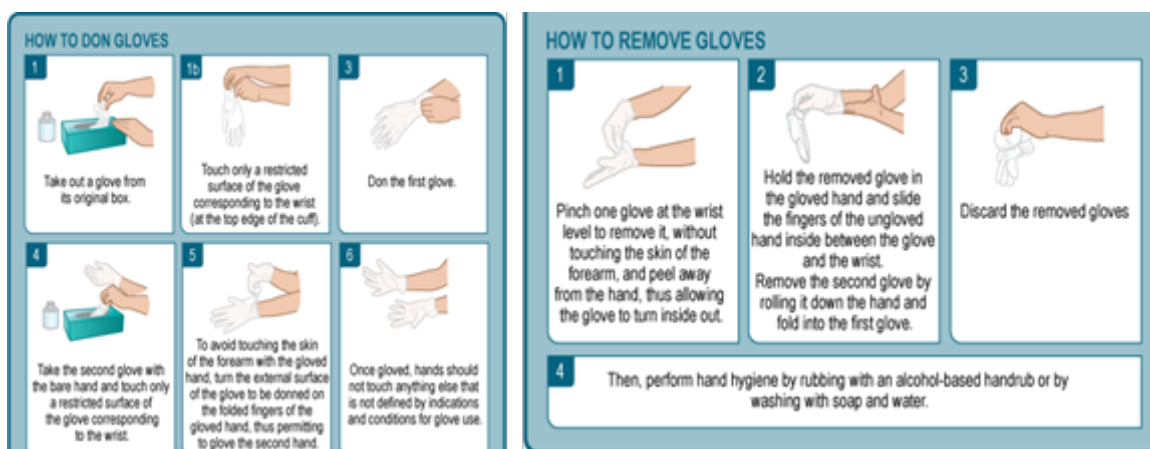 HOW TO DON GLOVES
1
Take out a glove from
its original box.
1b
Touch only a restricted
surface of the glove
corresponding to the wrist
(at the top edge of the cuff).
3
Don the first glove.
4
Take the second glove with
the bare hand and touch only
a restricted surface of
the glove corresponding
to the wrist.
5
To avoid touching the skin
of the forearm with the gloved
hand, turn the external surface
of the glove to be donned on
the folded fingers of the
gloved hand, thus permitting
to glove the second hand.
6
Once gloved, hands should
not touch anything else that
is not defined by indications
and conditions for glove use.
HOW TO REMOVE GLOVES
1
Pinch one glove at the wrist
level to remove it, without
touching the skin of the
forearm, and peel away
from the hand, thus allowing
the glove to turn inside out.
2
Hold the removed glove in
the gloved hand and slide
the fingers of the ungloved
hand inside between the glove
and the wrist.
Remove the second glove by
rolling it down the hand and
fold into the first glove.
3
Discard the removed gloves
4
Then, perform hand hygiene by rubbing with an alcohol-based handrub or by
washing with soap and water.